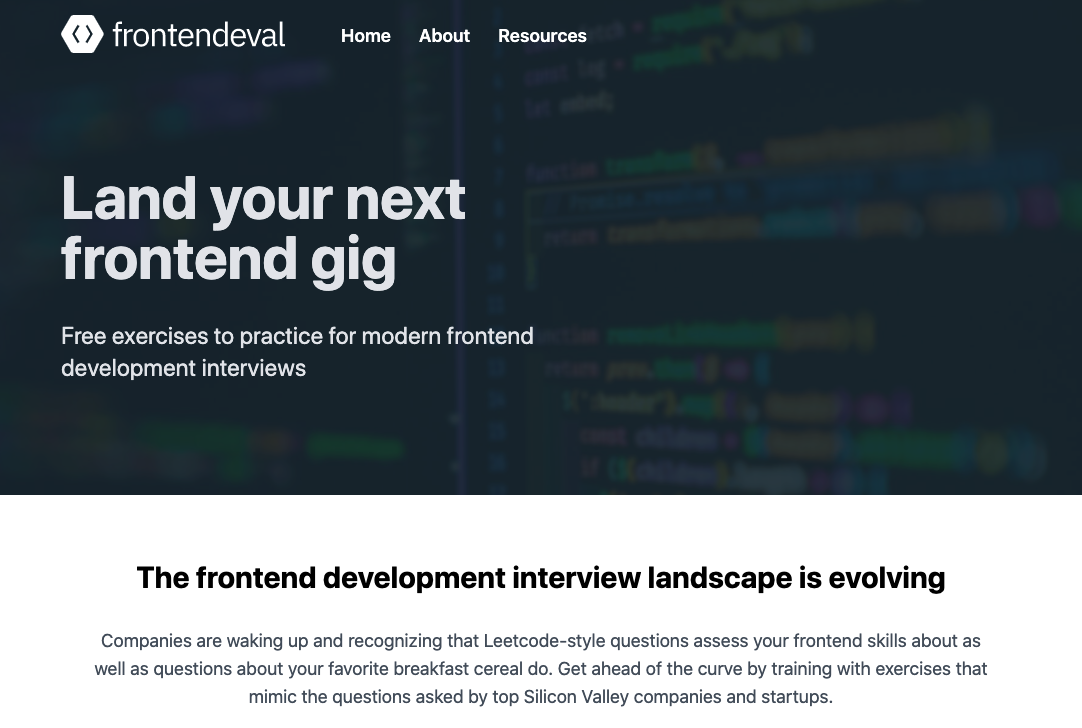 frontendeval
Home
About
Resources
Land your next
frontend gig
Free exercises to practice for modern frontend
development interviews
The frontend development interview landscape is evolving
Companies are waking up and recognizing that Leetcode-style questions assess your frontend skills about as
well as questions about your favorite breakfast cereal do. Get ahead of the curve by training with exercises that
mimic the questions asked by top Silicon Valley companies and startups.